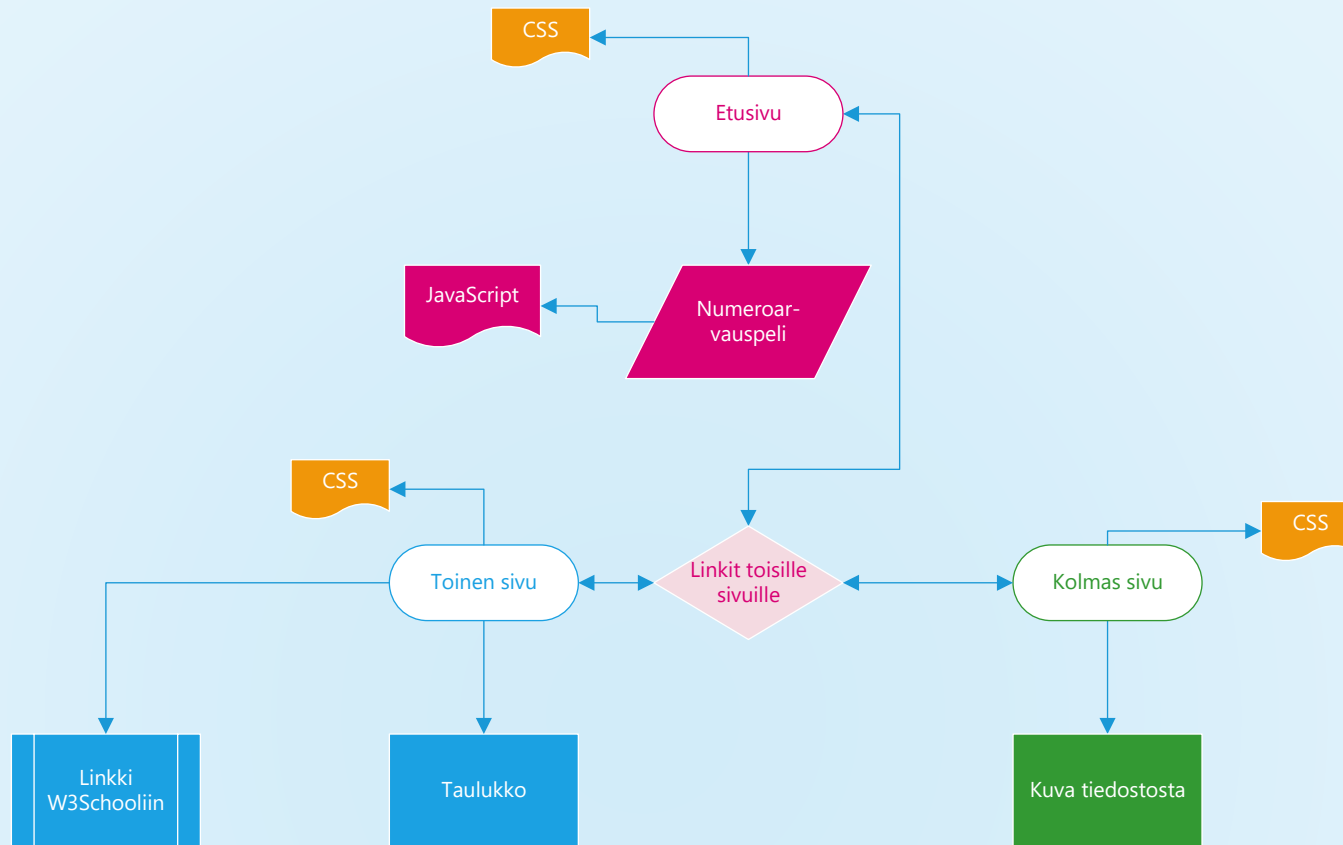 CSS
Etusivu
JavaScript
Numeroar-
vauspeli
CSS
CSS
Toinen sivu
Linkit toisille
sivuille
Kolmas sivu
Linkki
W3Schooliin
Taulukko
Kuva tiedostosta